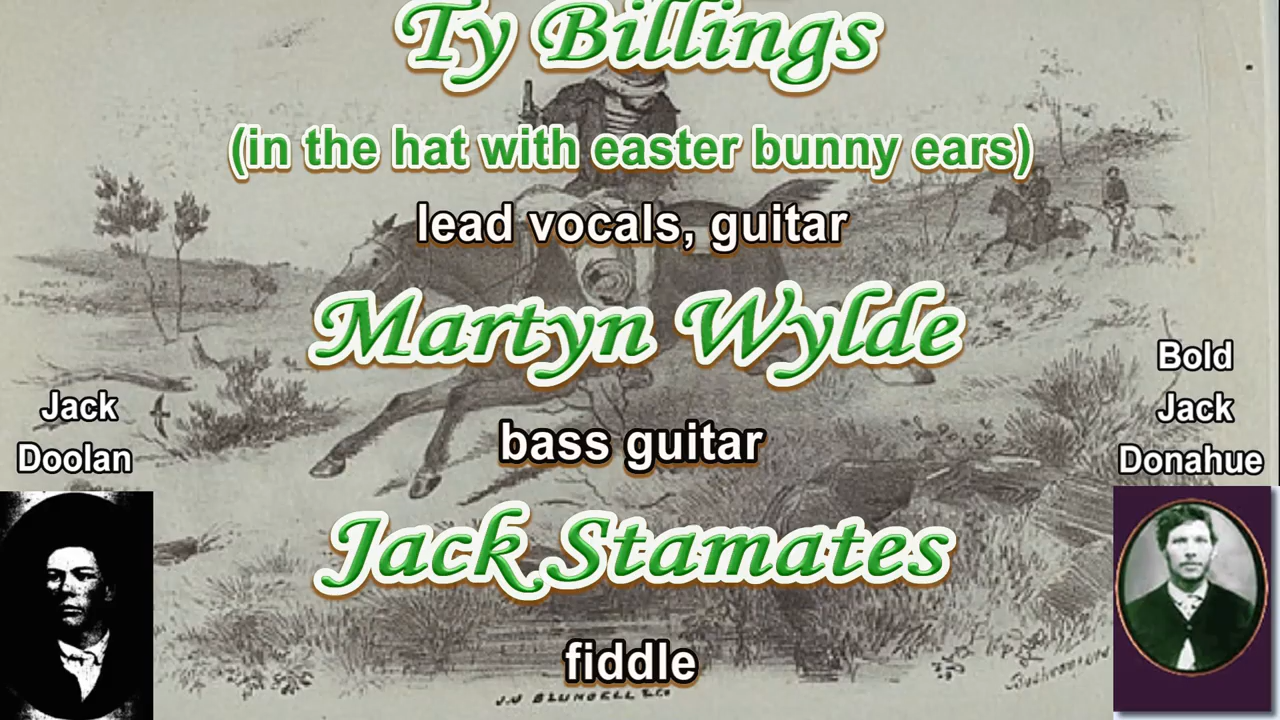 Ty Billings
(in the hat with easter bunny ears)
lead vocals, guitar
Martyn Wylde
bass guitar
Jack Stamates
fiddle
Jack
Doolan
Bold
Jack
Donahue
J.J BLUNDELL & Co